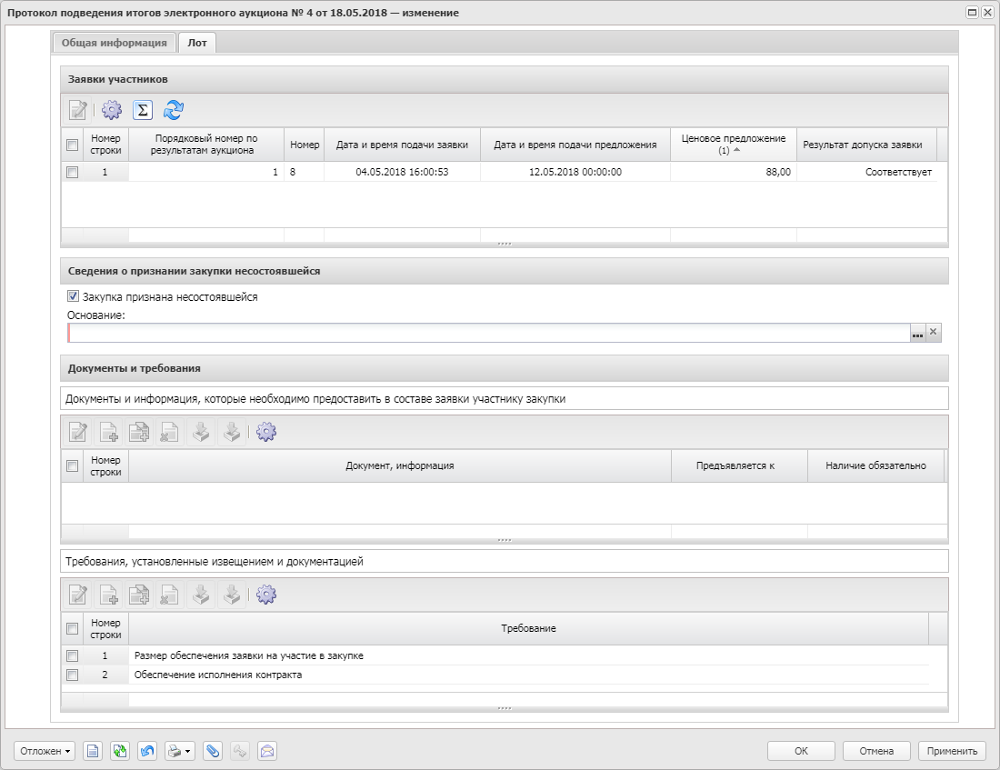 Протокол подведения итогов электронного аукциона № 4 от 18.05.2018 — изменение
Общая информация Лот
Заявки участников
Номер строки Порядковый номер по результатам аукциона Номер Дата и время подачи заявки Дата и время подачи предложения Ценовое предложение (1) Результат допуска заявки
1 1 8 04.05.2018 16:00:53 12.05.2018 00:00:00 88,00 Соответствует
Сведения о признании закупки несостоявшейся
Закупка признана несостоявшейся
Основание:
Документы и требования
Документы и информация, которые необходимо предоставить в составе заявки участнику закупки
Номер строки Документ, информация Предъявляется к Наличие обязательно
Требования, установленные извещением и документацией
Номер строки Требование
1 Размер обеспечения заявки на участие в закупке
2 Обеспечение исполнения контракта
Отложен ОК Отмена Применить